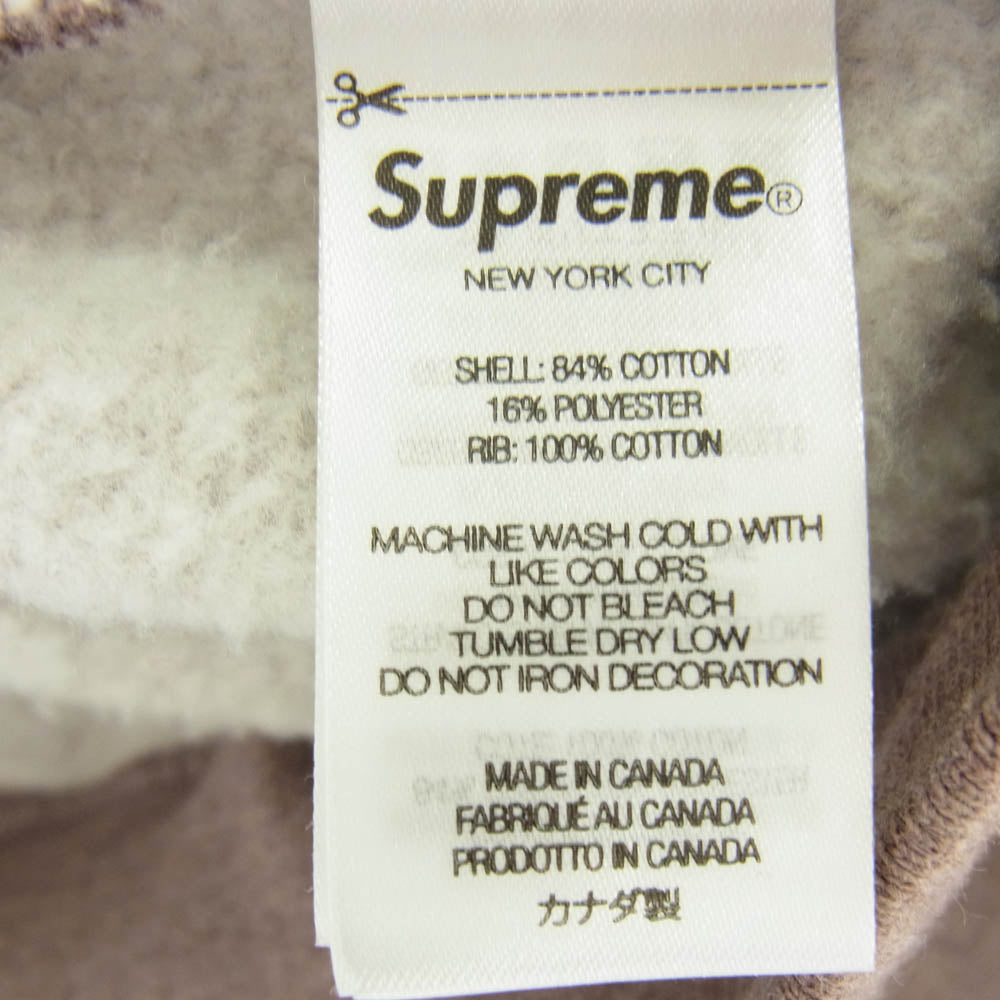 Supreme®
NEW YORK CITY
SHELL: 84% COTTON
16% POLYESTER
RIB: 100% COTTON
MACHINE WASH COLD WITH
LIKE COLORS
DO NOT BLEACH
TUMBLE DRY LOW
DO NOT IRON DECORATION
MADE IN CANADA
FABRIQUÉ AU CANADA
PRODOTTO IN CANADA
カナダ製